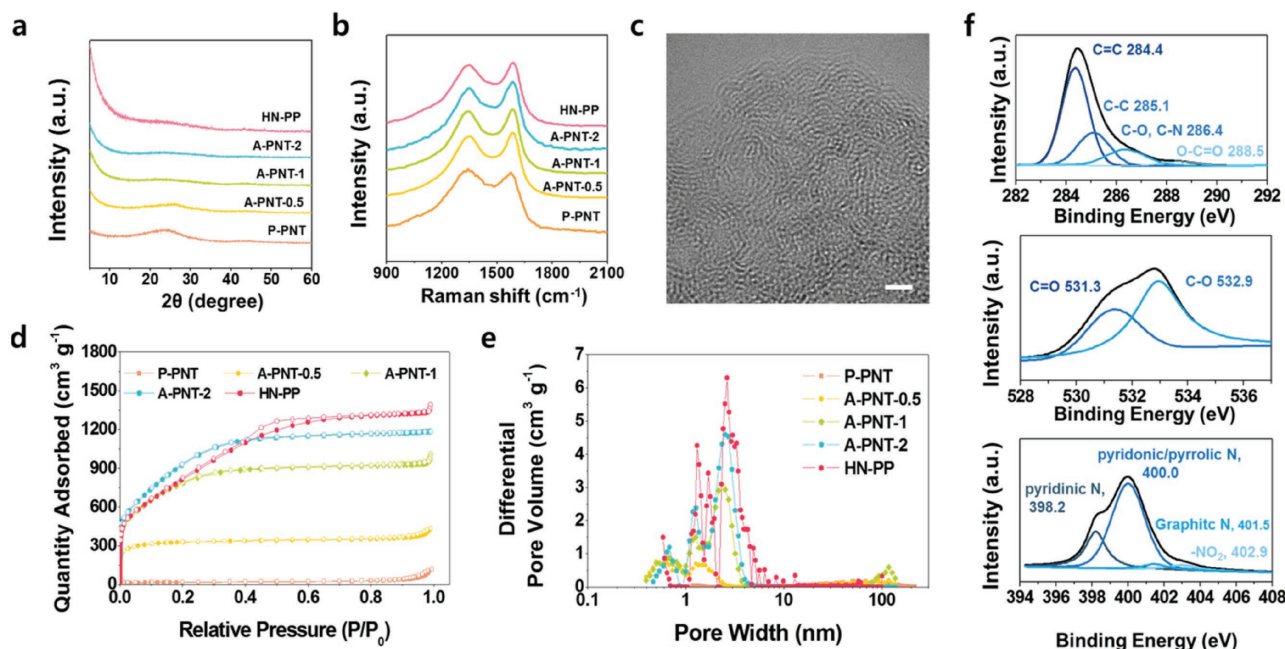 a
Intensity (a.u.)
HN-PP
A-PNT-2
A-PNT-1
A-PNT-0.5
P-PNT
10 20 30 40 50 60
2θ (degree)
b
Intensity (a.u.)
HN-PP
A-PNT-2
A-PNT-1
A-PNT-0.5
P-PNT
900 1200 1500 1800 2100
Raman shift (cm⁻¹)
c
d
Quantity Adsorbed (cm³ g⁻¹)
1800
1500
1200
900
600
300
0
P-PNT A-PNT-0.5 A-PNT-1
A-PNT-2 HN-PP
0.0 0.2 0.4 0.6 0.8 1.0
Relative Pressure (P/P₀)
e
Differential
Pore Volume (cm³ g⁻¹)
7
6
5
4
3
2
1
0
P-PNT
A-PNT-0.5
A-PNT-1
A-PNT-2
HN-PP
0.1 1 10 100
Pore Width (nm)
f
Intensity (a.u.)
C=C 284.4
C-C 285.1
C-O, C-N 286.4
O-C=O 288.5
282 284 286 288 290 292
Binding Energy (eV)
Intensity (a.u.)
C=O 531.3
C-O 532.9
528 530 532 534 536
Binding Energy (eV)
Intensity (a.u.)
pyridonic/pyrrolic N,
400.0
pyridinic N,
398.2
Graphitc N, 401.5
-NO₂, 402.9
394 396 398 400 402 404 406 408
Binding Energy (eV)